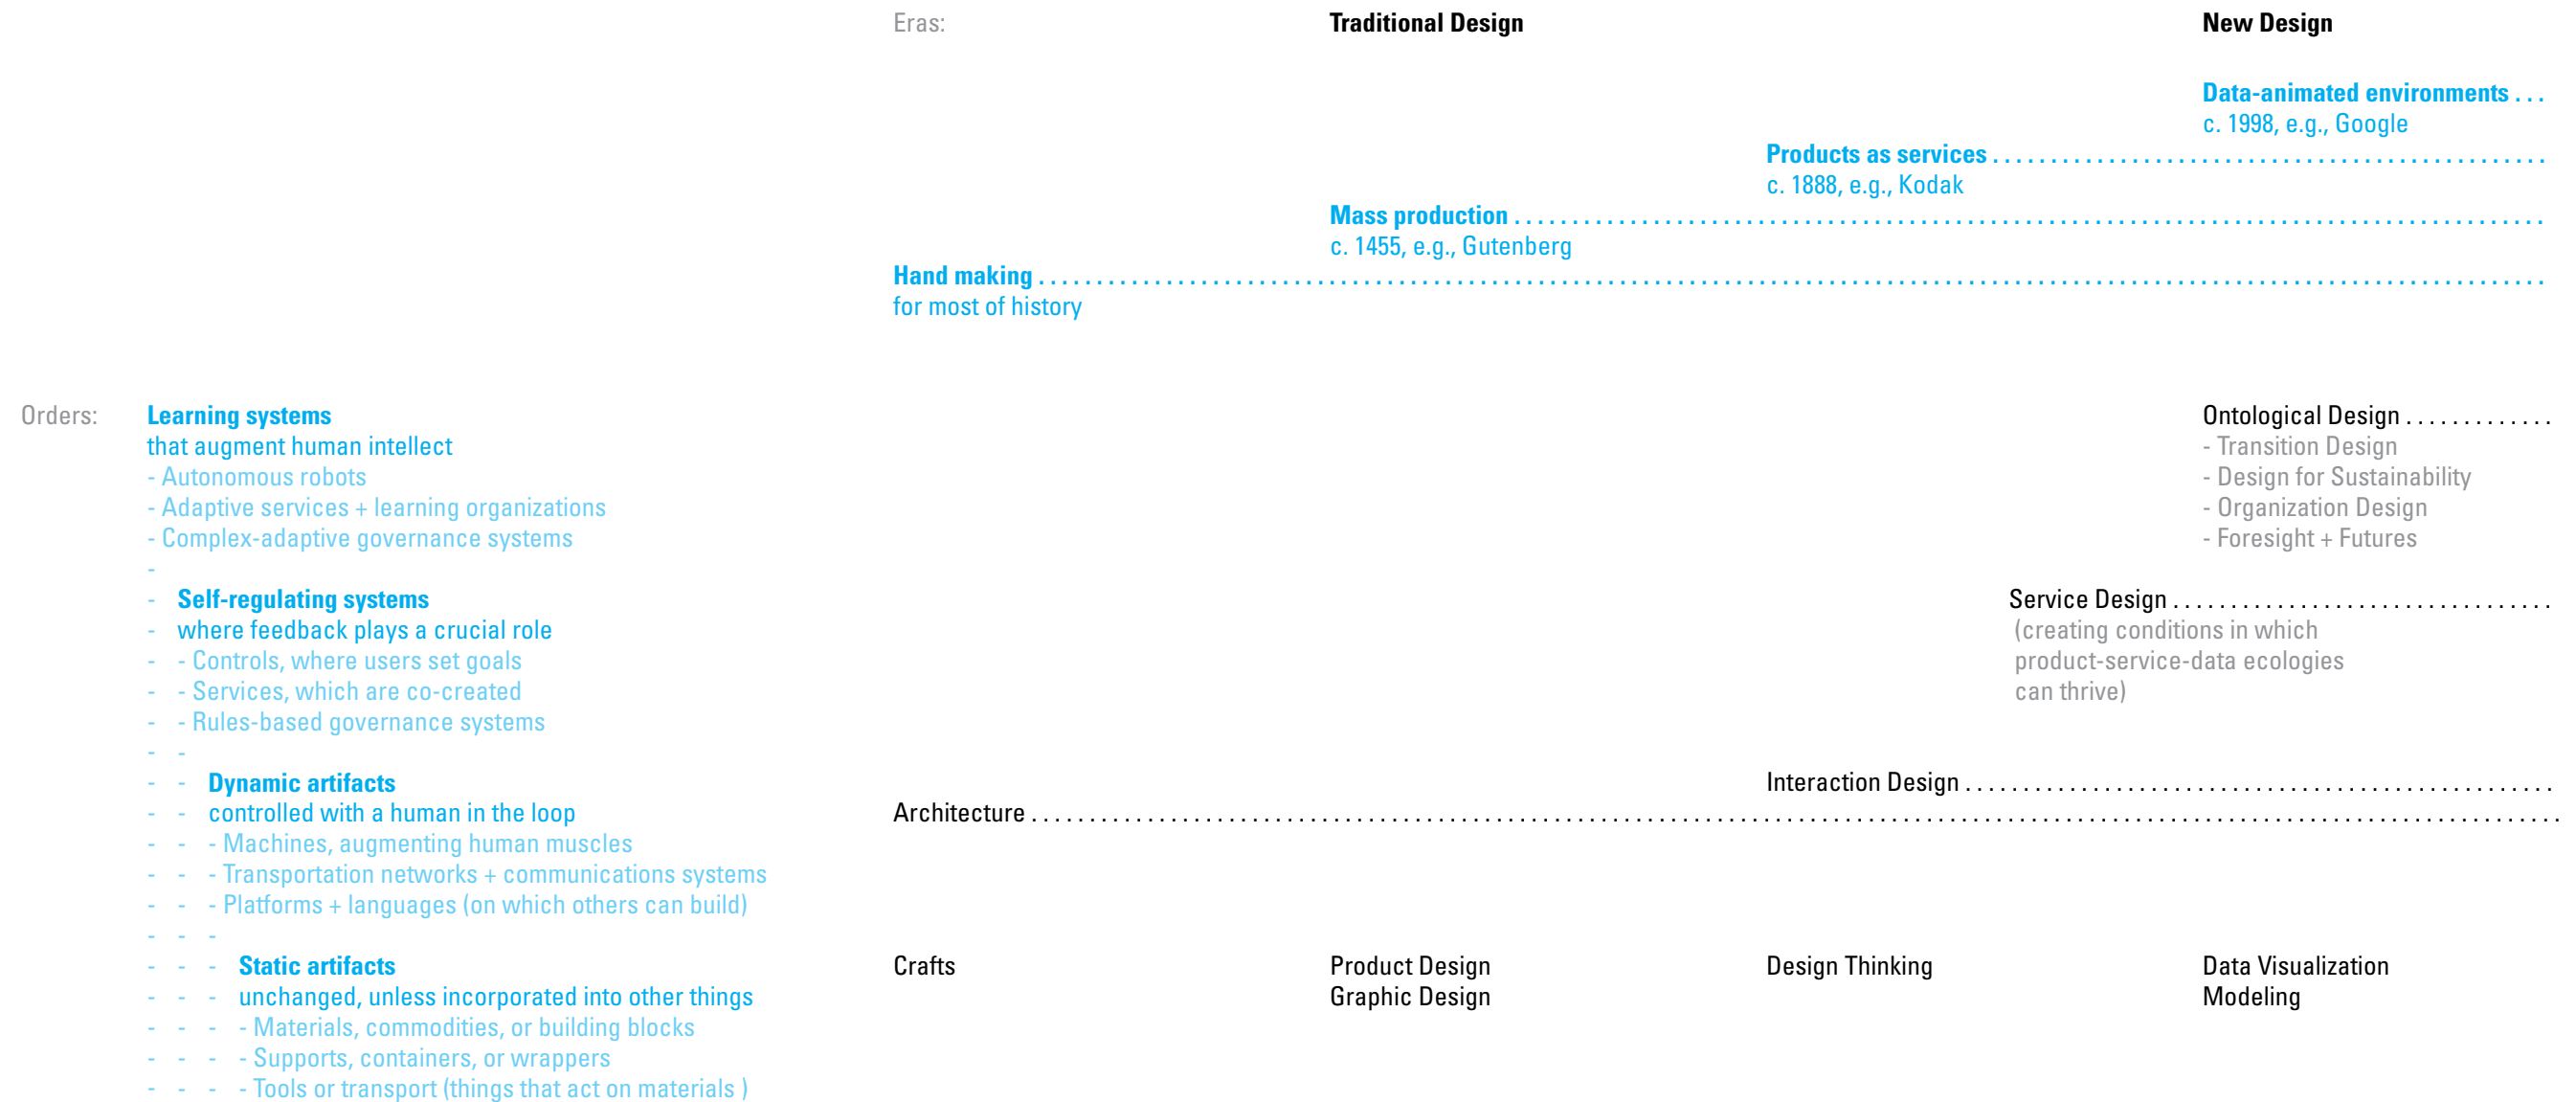 Eras: Traditional Design New Design
Data-animated environments . . .
c. 1998, e.g., Google
Products as services . . . . . . . . . . . . . . . . . . . . . . . . . . . . . . . . . . . . . . . . . . . . . . . .
c. 1888, e.g., Kodak
Mass production . . . . . . . . . . . . . . . . . . . . . . . . . . . . . . . . . . . . . . . . . . . . . . . . . . . . . . . . . . . . . . . . . . . . . . . . . . . . . . . . . . . . . . . .
c. 1455, e.g., Gutenberg
Hand making . . . . . . . . . . . . . . . . . . . . . . . . . . . . . . . . . . . . . . . . . . . . . . . . . . . . . . . . . . . . . . . . . . . . . . . . . . . . . . . . . . . . . . . . . . . . . . . . . . . . . . . . . . . . . . . . . . . . . . . . . . . . . . . . . .
for most of history
Orders: Learning systems
that augment human intellect
- Autonomous robots
- Adaptive services + learning organizations
- Complex-adaptive governance systems
-
- Self-regulating systems
- where feedback plays a crucial role
- - Controls, where users set goals
- - Services, which are co-created
- - Rules-based governance systems
- -
- - Dynamic artifacts
- - controlled with a human in the loop
- - - Machines, augmenting human muscles
- - - Transportation networks + communications systems
- - - Platforms + languages (on which others can build)
- - -
- - - Static artifacts
- - - unchanged, unless incorporated into other things
- - - - Materials, commodities, or building blocks
- - - - Supports, containers, or wrappers
- - - - Tools or transport (things that act on materials )
Ontological Design . . . . . . . . . . . . .
- Transition Design
- Design for Sustainability
- Organization Design
- Foresight + Futures
Service Design . . . . . . . . . . . . . . . . . . . . . . . . . . . . . . . . .
(creating conditions in which
product-service-data ecologies
can thrive)
Interaction Design . . . . . . . . . . . . . . . . . . . . . . . . . . . . . . . . . . . . . . . . . . . . . . . . . . .
Architecture . . . . . . . . . . . . . . . . . . . . . . . . . . . . . . . . . . . . . . . . . . . . . . . . . . . . . . . . . . . . . . . . . . . . . . . . . . . . . . . . . . . . . . . . . . . . . . . . . . . . . . . . . . . . . . . . . . . . . . . . . . . . . . . . . . . .
Crafts Product Design Design Thinking Data Visualization
Graphic Design Modeling